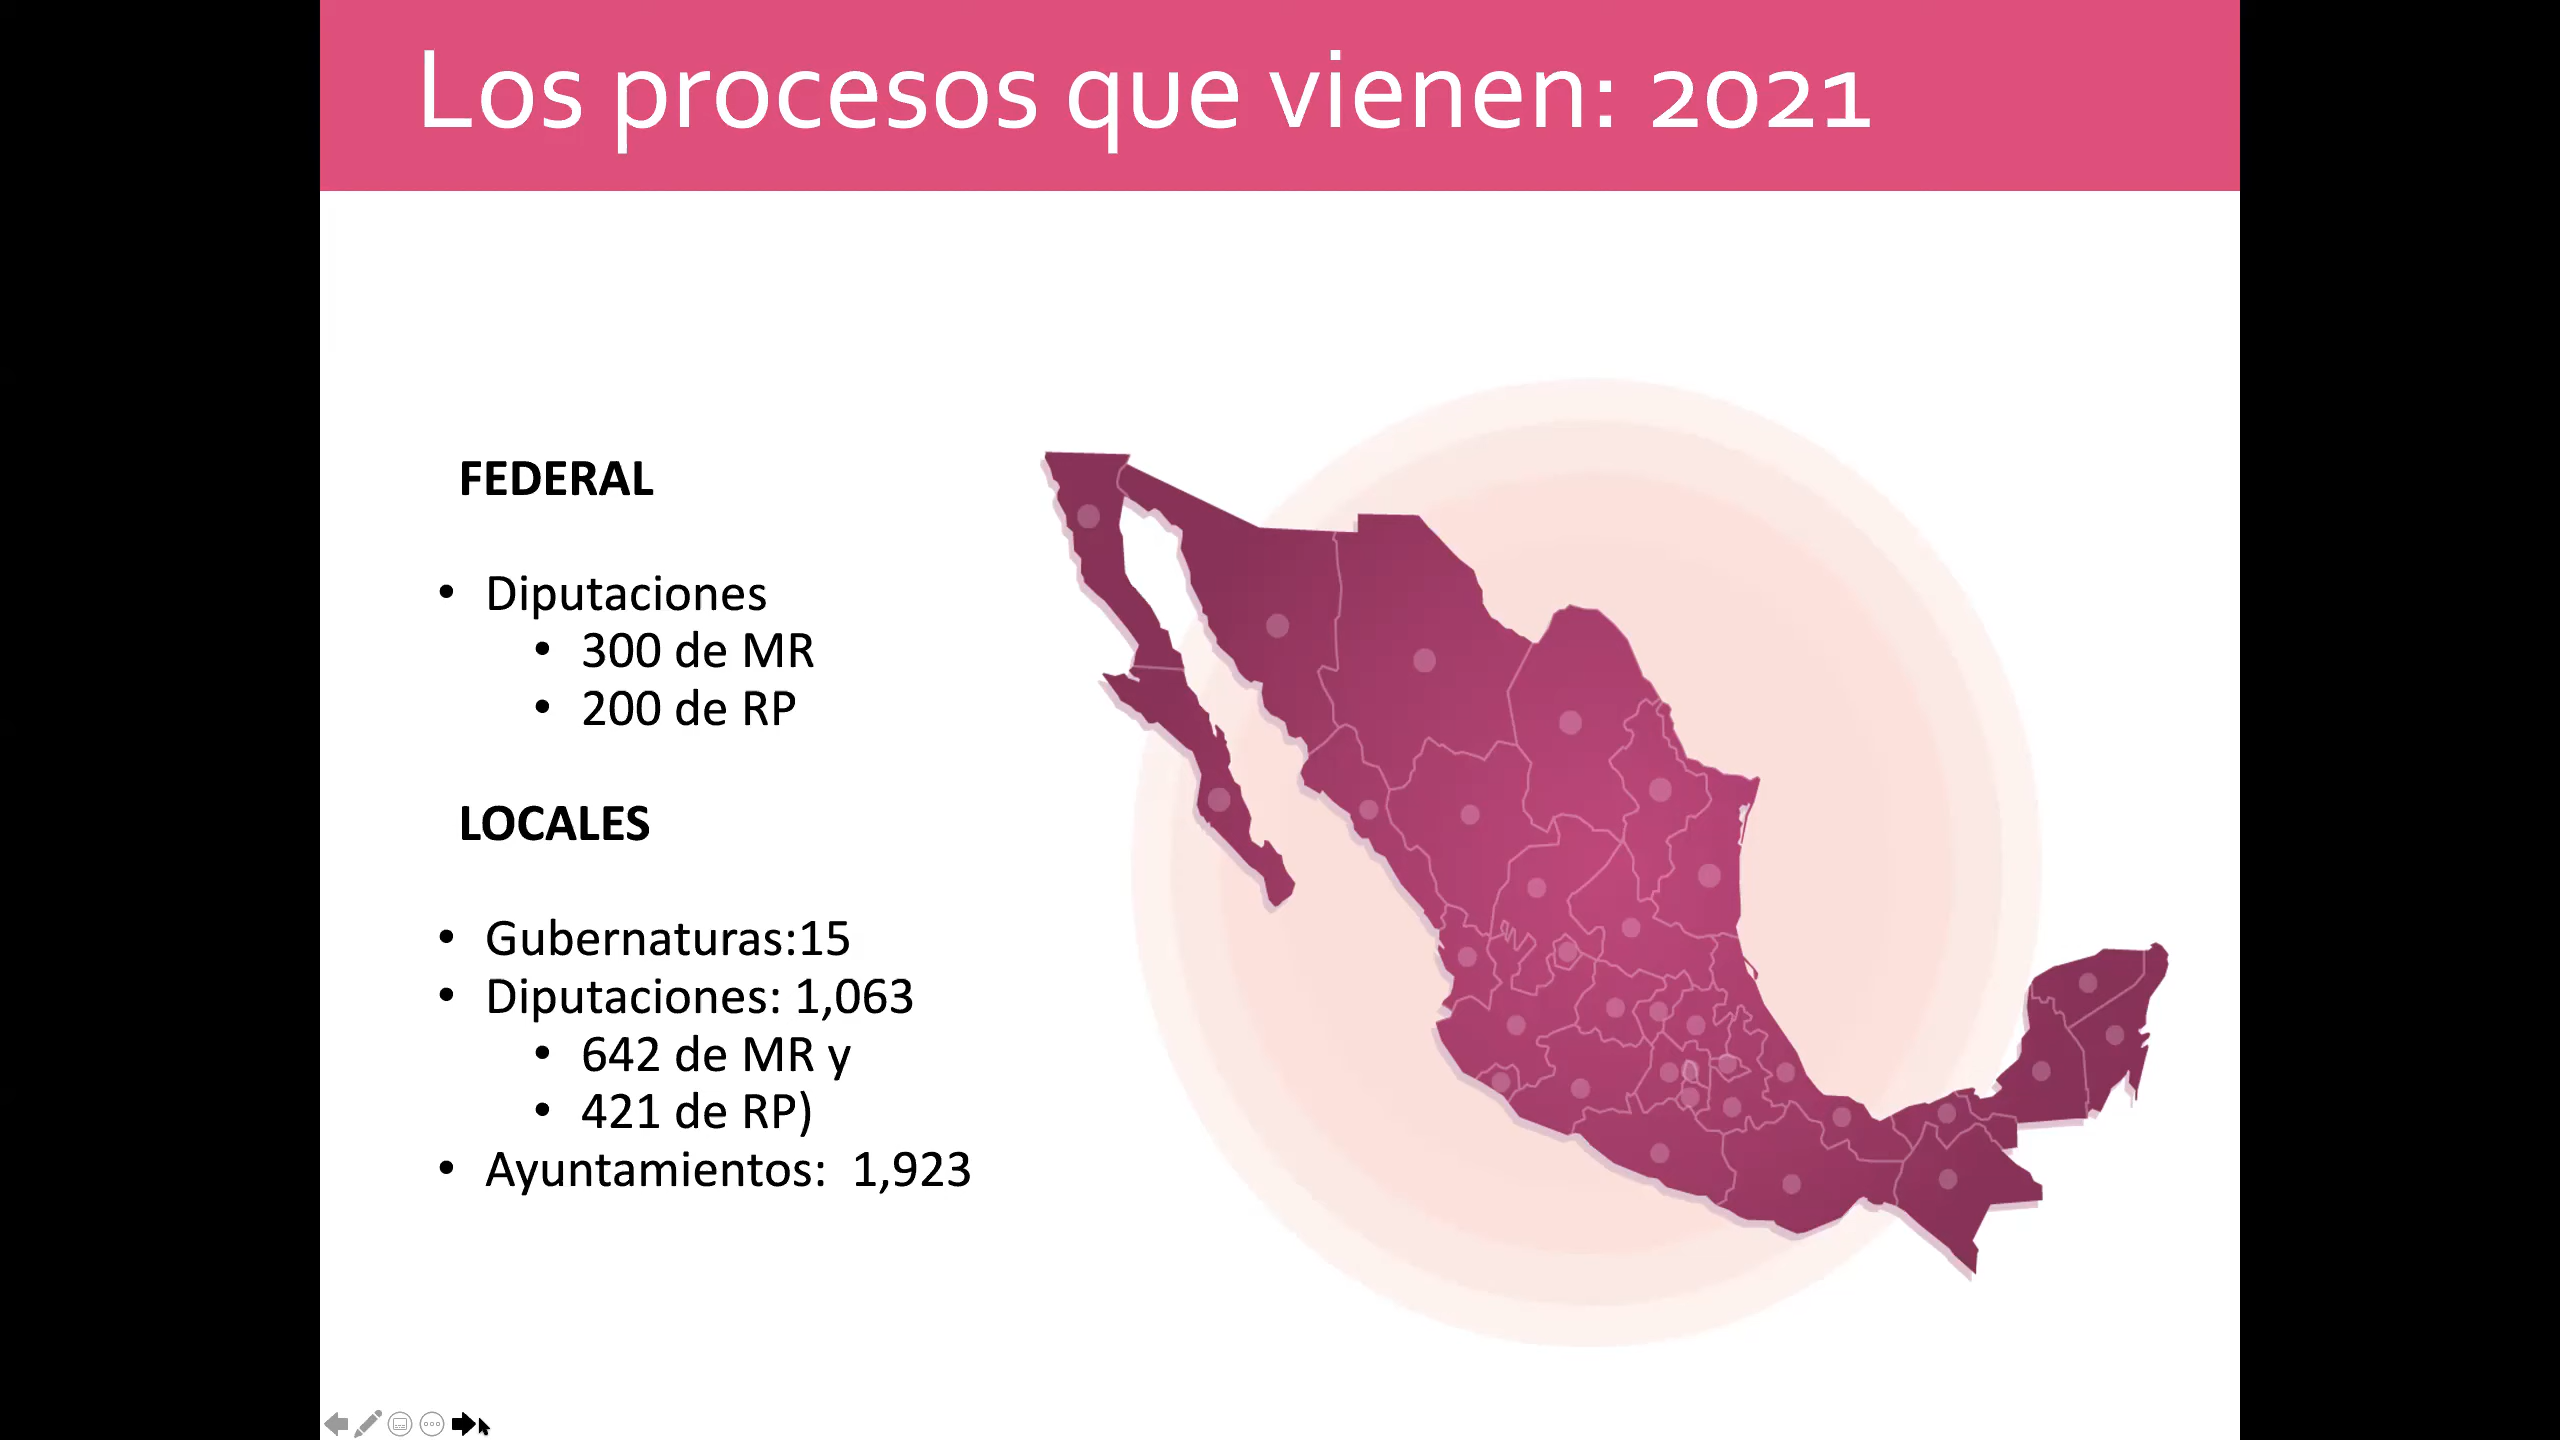 Los procesos que vienen: 2021
FEDERAL
• Diputaciones
• 300 de MR
• 200 de RP
LOCALES
• Gubernaturas:15
• Diputaciones: 1,063
• 642 de MR y
• 421 de RP)
• Ayuntamientos:  1,923